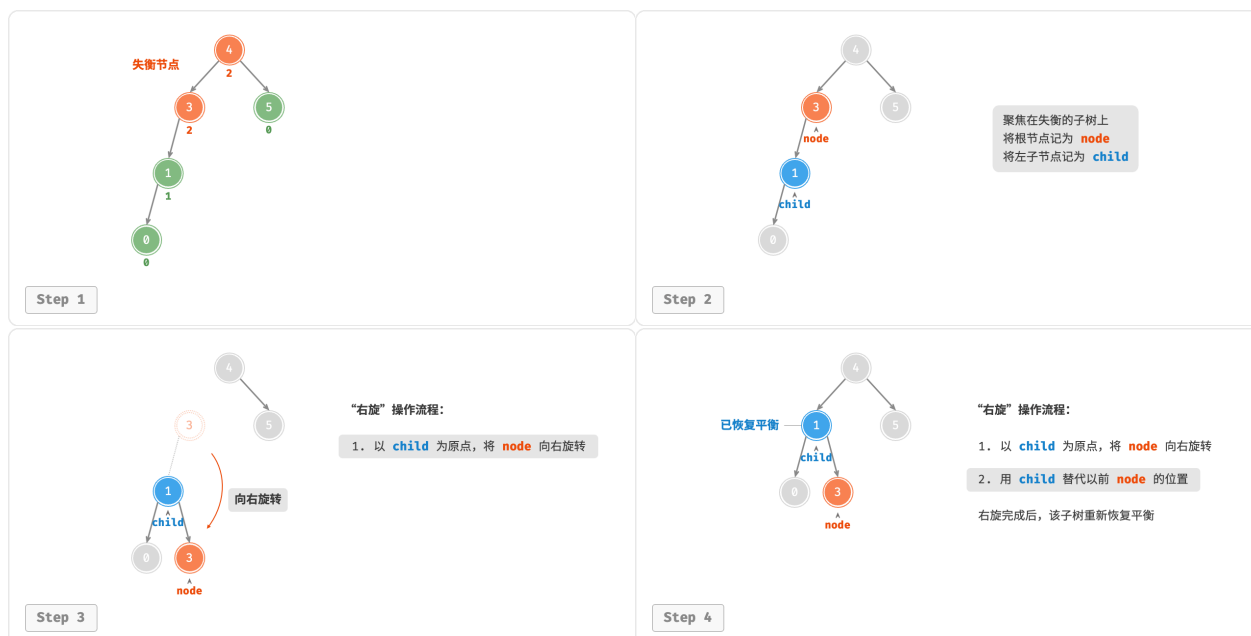 4
失衡节点
2
3
5
2
0
1
1
0
0
Step 1
4
3
5
node
1
child
0
聚焦在失衡的子树上
将根节点记为 node
将左子节点记为 child
Step 2
4
3
5
1
child
0
3
node
向右旋转
“右旋”操作流程：
1. 以 child 为原点，将 node 向右旋转
Step 3
4
已恢复平衡
1
5
child
0
3
node
“右旋”操作流程：
1. 以 child 为原点，将 node 向右旋转
2. 用 child 替代以前 node 的位置
右旋完成后，该子树重新恢复平衡
Step 4